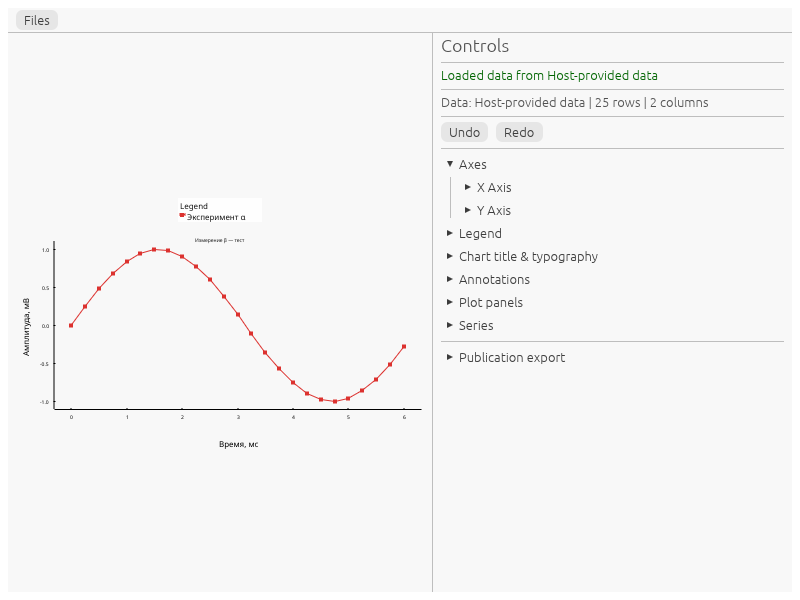 Files
Controls
Loaded data from Host-provided data
Data: Host-provided data | 25 rows | 2 columns
Undo Redo
Axes
X Axis
Y Axis
Legend
Chart title & typography
Annotations
Plot panels
Series
Publication export
Legend
Эксперимент α
Измерение β — тест
Амплитуда, мВ
1.0
0.5
0.0
-0.5
-1.0
0 1 2 3 4 5 6
Время, мс